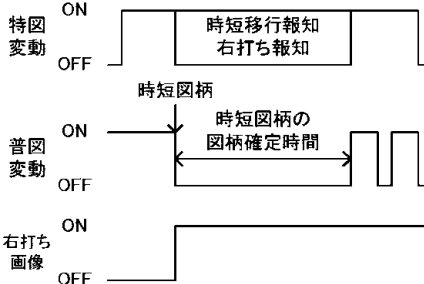 ON
特図
変動
OFF
時短移行報知
右打ち報知
時短図柄
ON
普図
変動
OFF
時短図柄の
図柄確定時間
ON
右打ち
画像
OFF